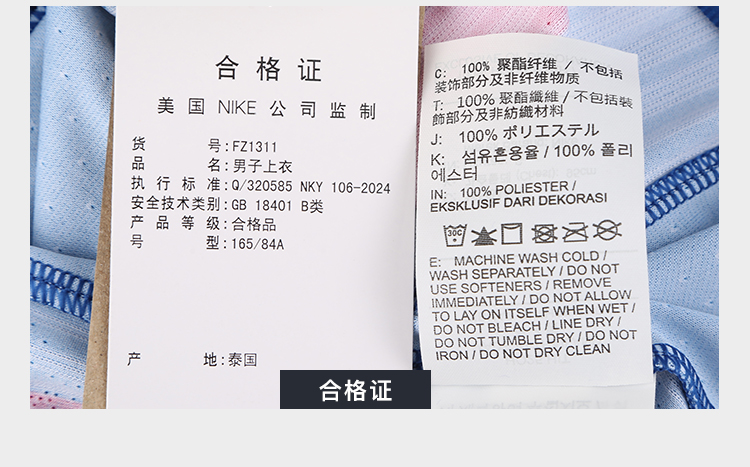 合格证
美国 NIKE 公司监制
货号:FZ1311
品名:男子上衣
执行标准:Q/320585 NKY 106-2024
安全技术类别:GB 18401 B类
产品等级:合格品
号型:165/84A
产地:泰国
C: 100% 聚酯纤维 / 不包括
装饰部分及非纤维物质
T: 100% 聚酯纖維 / 不包括裝
飾部分及非紡織材料
J: 100% ポリエステル
K: 섬유혼용율 / 100% 폴리
에스터
IN: 100% POLIESTER /
EKSKLUSIF DARI DEKORASI
30C
E: MACHINE WASH COLD /
WASH SEPARATELY / DO NOT
USE SOFTENERS / REMOVE
IMMEDIATELY / DO NOT ALLOW
TO LAY ON ITSELF WHEN WET /
DO NOT BLEACH / LINE DRY /
DO NOT TUMBLE DRY / DO NOT
IRON / DO NOT DRY CLEAN
合格证